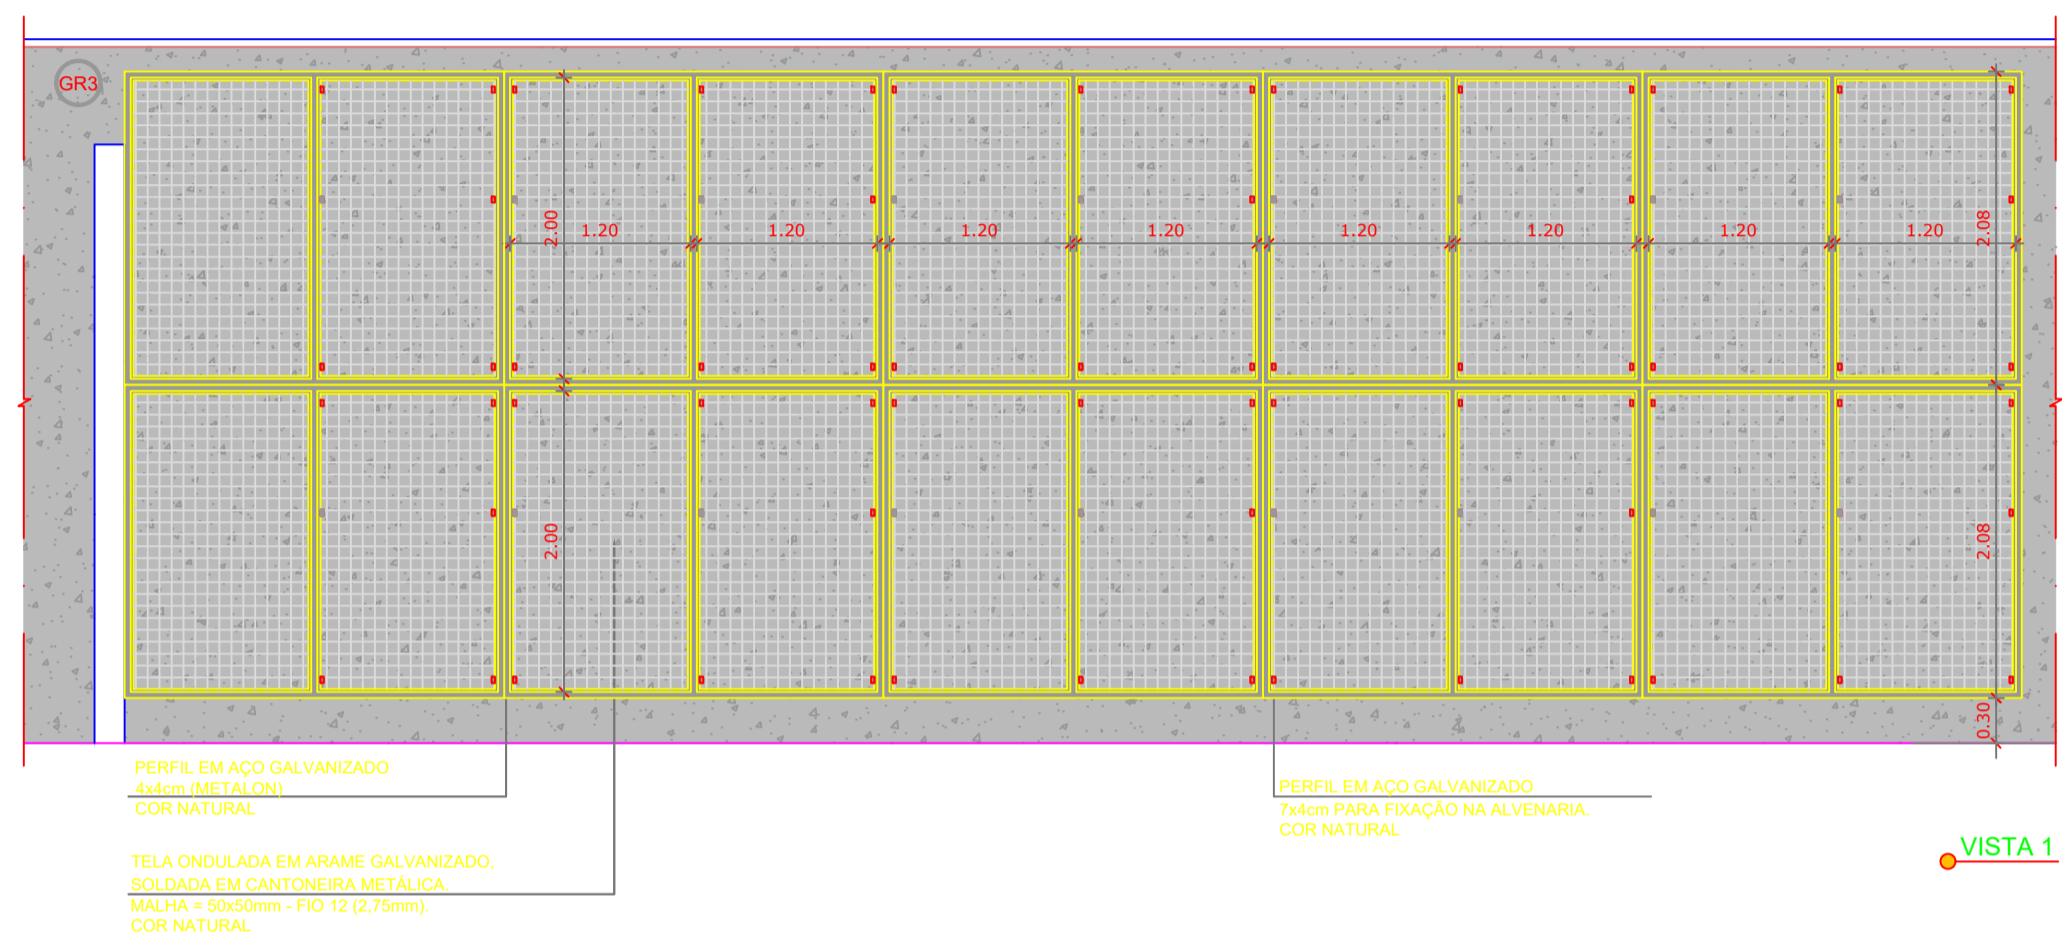 GR3
2.00
1.20
1.20
1.20
1.20
1.20
1.20
1.20
1.20
2.08
2.00
2.08
0.30
PERFIL EM AÇO GALVANIZADO
4x4cm (METALON)
COR NATURAL
PERFIL EM AÇO GALVANIZADO
7x4cm PARA FIXAÇÃO NA ALVENARIA.
COR NATURAL
TELA ONDULADA EM ARAME GALVANIZADO,
SOLDADA EM CANTONEIRA METÁLICA.
MALHA = 50x50mm - FIO 12 (2,75mm).
COR NATURAL
VISTA 1